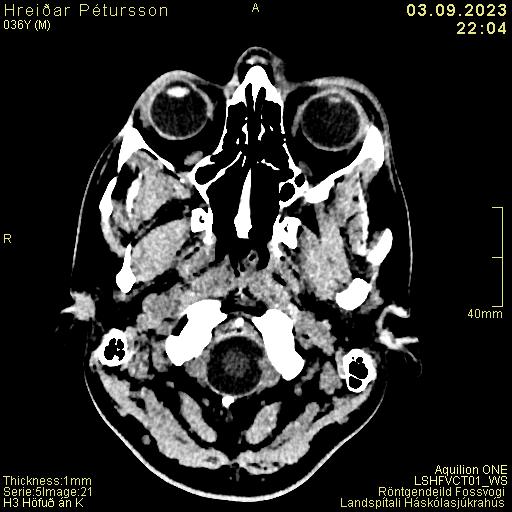 Hreiðar Pétursson
036Y (M)
A
03.09.2023
22:04
R
40mm
Thickness:1mm
Serie:5Image:21
H3 Höfuð án K
Aquilion ONE
LSHFVCT01_WS
Röntgendeild Fossvogi
Landspítali Háskólasjúkrahús